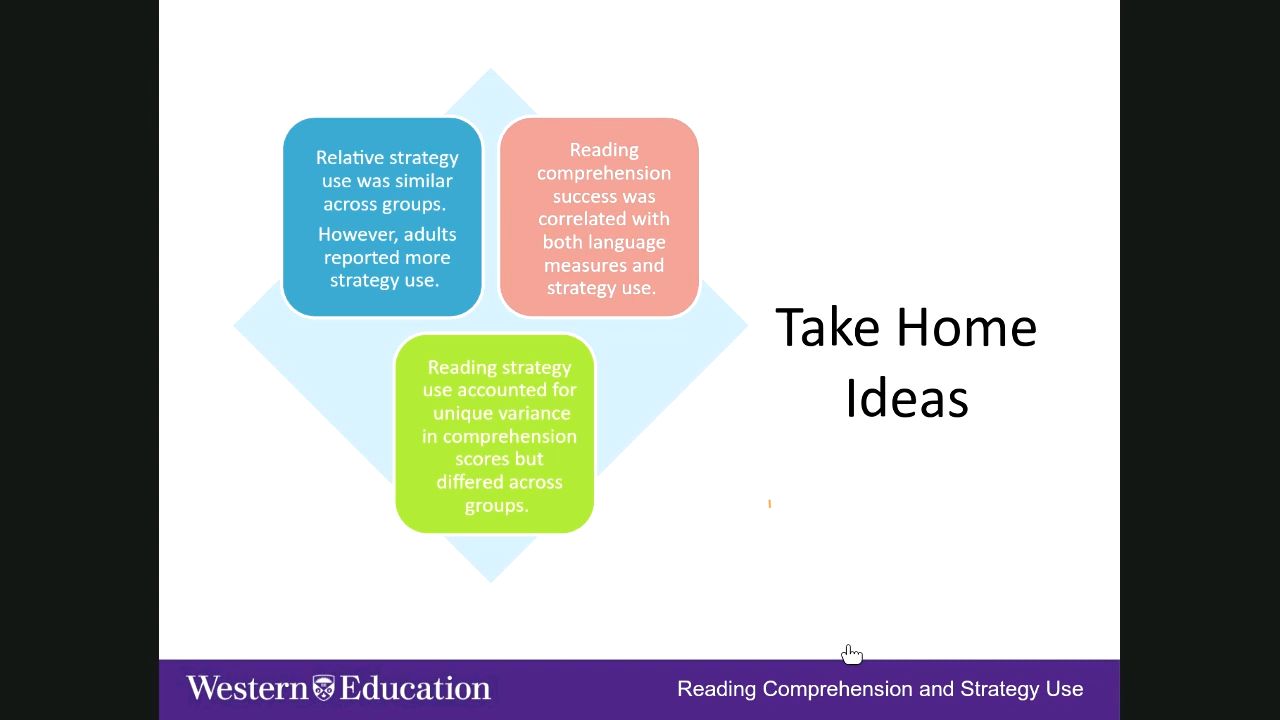 Relative strategy
use was similar
across groups.
However, adults
reported more
strategy use.
Reading
comprehension
success was
correlated with
both language
measures and
strategy use.
Reading strategy
use accounted for
unique variance
in comprehension
scores but
differed across
groups.
Take Home
Ideas
Western Education
Reading Comprehension and Strategy Use